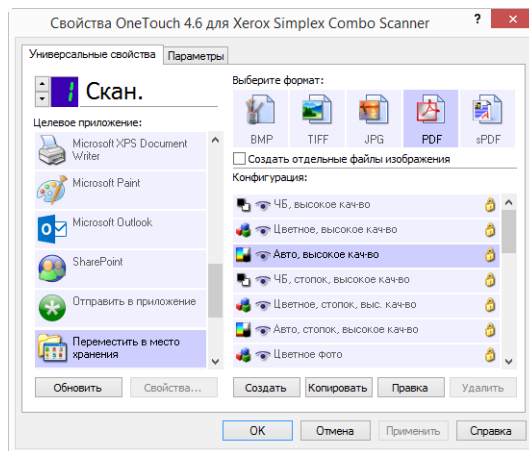 Свойства OneTouch 4.6 для Xerox Simplex Combo Scanner
Универсальные свойства
Параметры
1 Скан.
Целевое приложение:
Microsoft XPS Document
Writer
Microsoft Paint
Microsoft Outlook
SharePoint
Отправить в приложение
Переместить в место
хранения
Обновить
Свойства...
Выберите формат:
BMP
TIFF
JPG
PDF
sPDF
Создать отдельные файлы изображения
Конфигурация:
ЧБ, высокое кач-во
Цветное, высокое кач-во
Авто, высокое кач-во
ЧБ, стопок, высокое кач-во
Цветное, стопок, выс. кач-во
Авто, стопок, высокое кач-во
Цветное фото
Создать
Копировать
Правка
Удалить
OK
Отмена
Применить
Справка